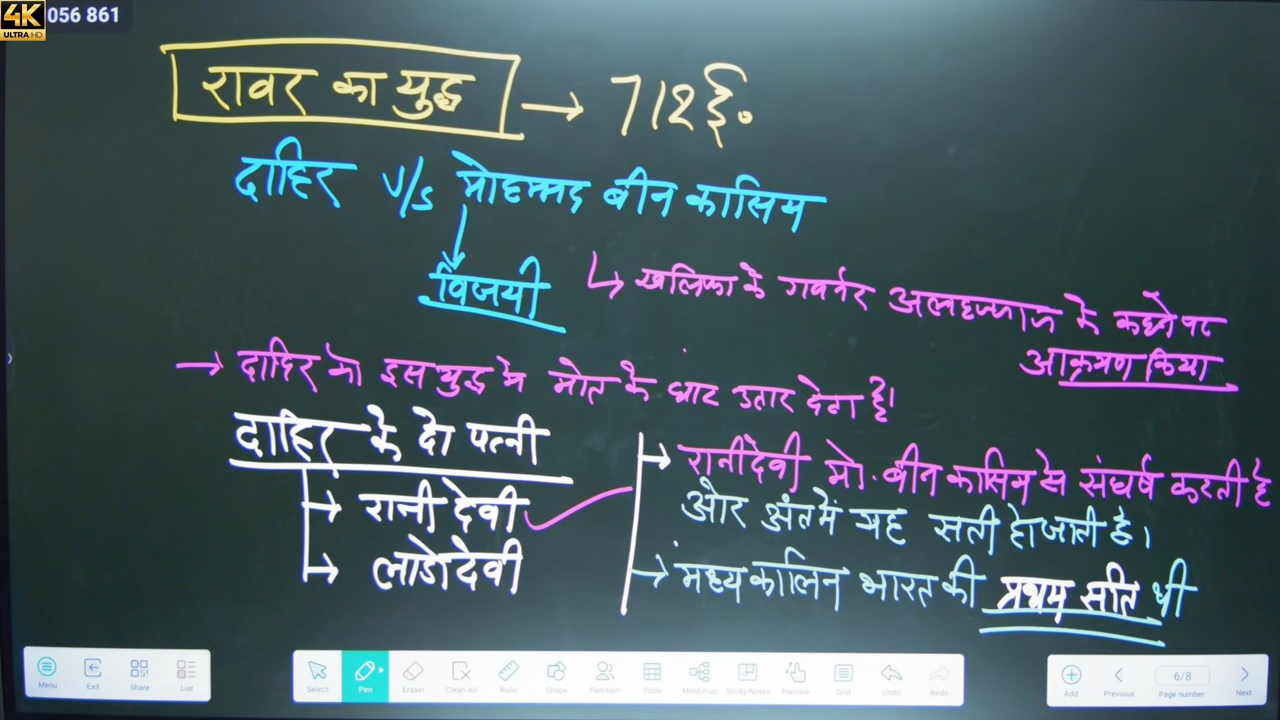 4K ULTRA HD 056 861
रावर का युद्ध → 712 ई०
दाहिर v/s मोहम्मद बीन कासिम
विजयी
↳ खलिफा के गवर्नर अलहज्जाज के कहने पर
आक्रमण किया
→ दाहिर को इस युद्ध मे मोत के घाट उतार देता है।
दाहिर के दो पत्नी
→ रानी देवी
→ लाडो देवी
→ रानीदेवी मो. बीन कासिम से संघर्ष करती है
और अंत में यह सती हो जाती है।
→ मध्यकालिन भारत की प्रथम सति थी
Menu Exit Share List
Select Pen Eraser Clean All Ruler Shape Partition Table Mind map Sticky Notes Preview Grid Undo Redo
Add Previous 6/8 Page number Next